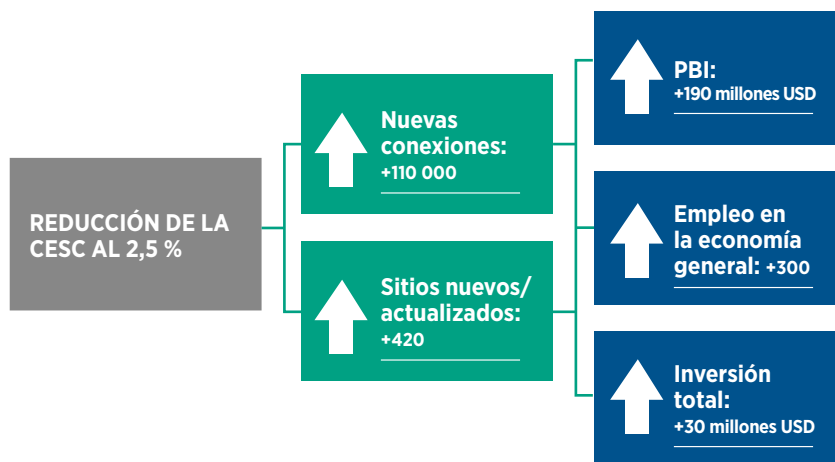 REDUCCIÓN DE LA
CESC AL 2,5 %
Nuevas
conexiones:
+110 000
Sitios nuevos/
actualizados:
+420
PBI:
+190 millones USD
Empleo en
la economía
general: +300
Inversión
total:
+30 millones USD